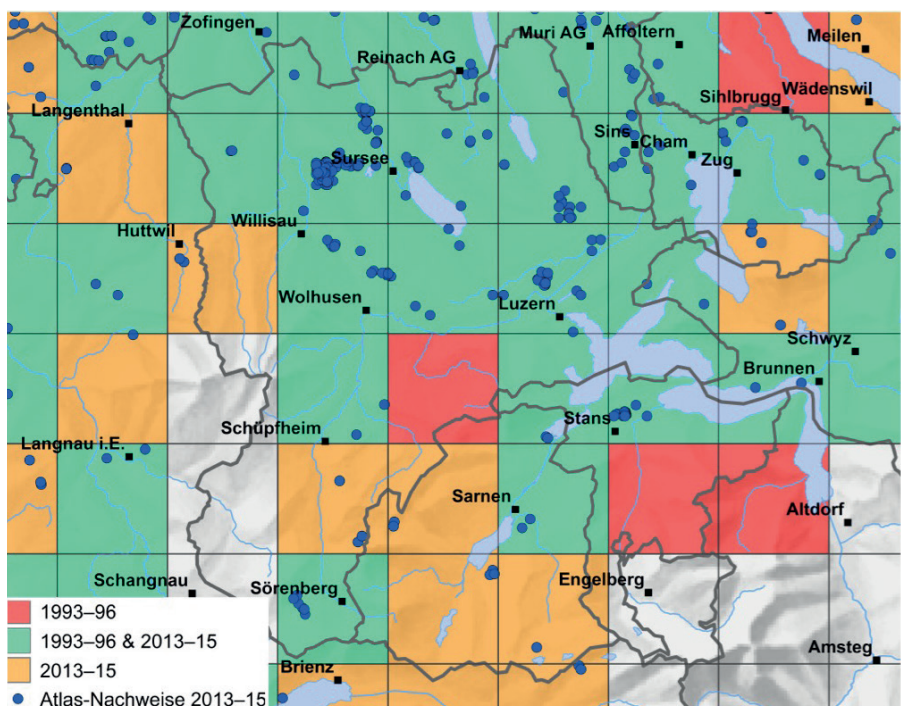 Zofingen
Muri AG
Affoltern
Meilen
Reinach AG
Wädenswil
Sihlbrugg
Langenthal
Sins
Cham
Sursee
Zug
Willisau
Huttwil
Wolhusen
Luzern
Schwyz
Brunnen
Stans
Schüpfheim
Langnau i.E.
Sarnen
Altdorf
Schangnau
Sörenberg
Engelberg
Amsteg
Brienz
1993–96
1993–96 & 2013–15
2013–15
Atlas-Nachweise 2013–15